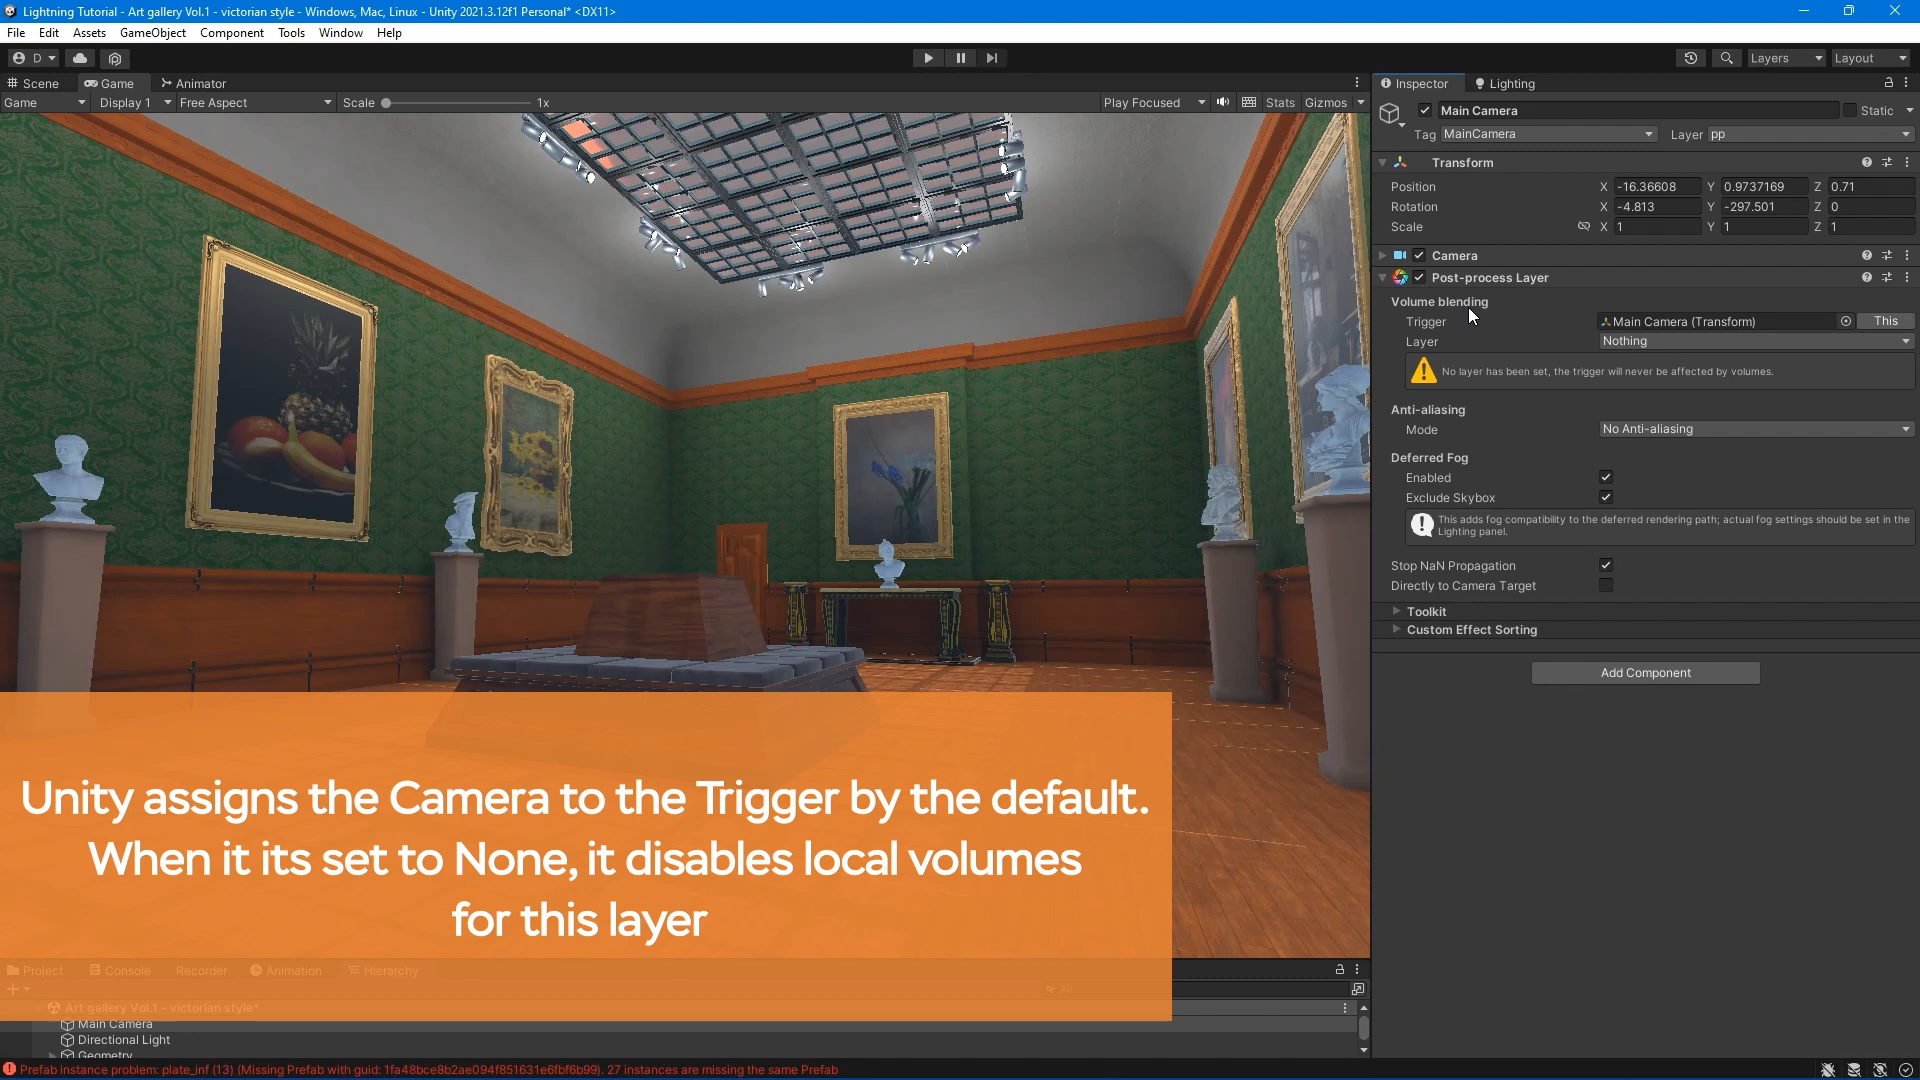 Lightning Tutorial - Art gallery Vol.1 - victorian style - Windows, Mac, Linux - Unity 2021.3.12f1 Personal* <DX11>
File Edit Assets GameObject Component Tools Window Help
D Layers Layout
Scene Game Animator
Game Display 1 Free Aspect Scale 1x Play Focused Stats Gizmos
Inspector Lighting
Main Camera Static
Tag MainCamera Layer pp
Transform
Position X -16.36608 Y 0.9737169 Z 0.71
Rotation X -4.813 Y -297.501 Z 0
Scale X 1 Y 1 Z 1
Camera
Post-process Layer
Volume blending
Trigger Main Camera (Transform) This
Layer Nothing
No layer has been set, the trigger will never be affected by volumes.
Anti-aliasing
Mode No Anti-aliasing
Deferred Fog
Enabled
Exclude Skybox
This adds fog compatibility to the deferred rendering path; actual fog settings should be set in the
Lighting panel.
Stop NaN Propagation
Directly to Camera Target
Toolkit
Custom Effect Sorting
Add Component
Unity assigns the Camera to the Trigger by the default.
When it its set to None, it disables local volumes
for this layer
Project Console Recorder Animation Hierarchy
All
Art gallery Vol.1 - victorian style*
Main Camera
Directional Light
Geometry
Prefab instance problem: plate_inf (13) (Missing Prefab with guid: 1fa48bce8b2ae094f851631e6fbf6b99). 27 instances are missing the same Prefab